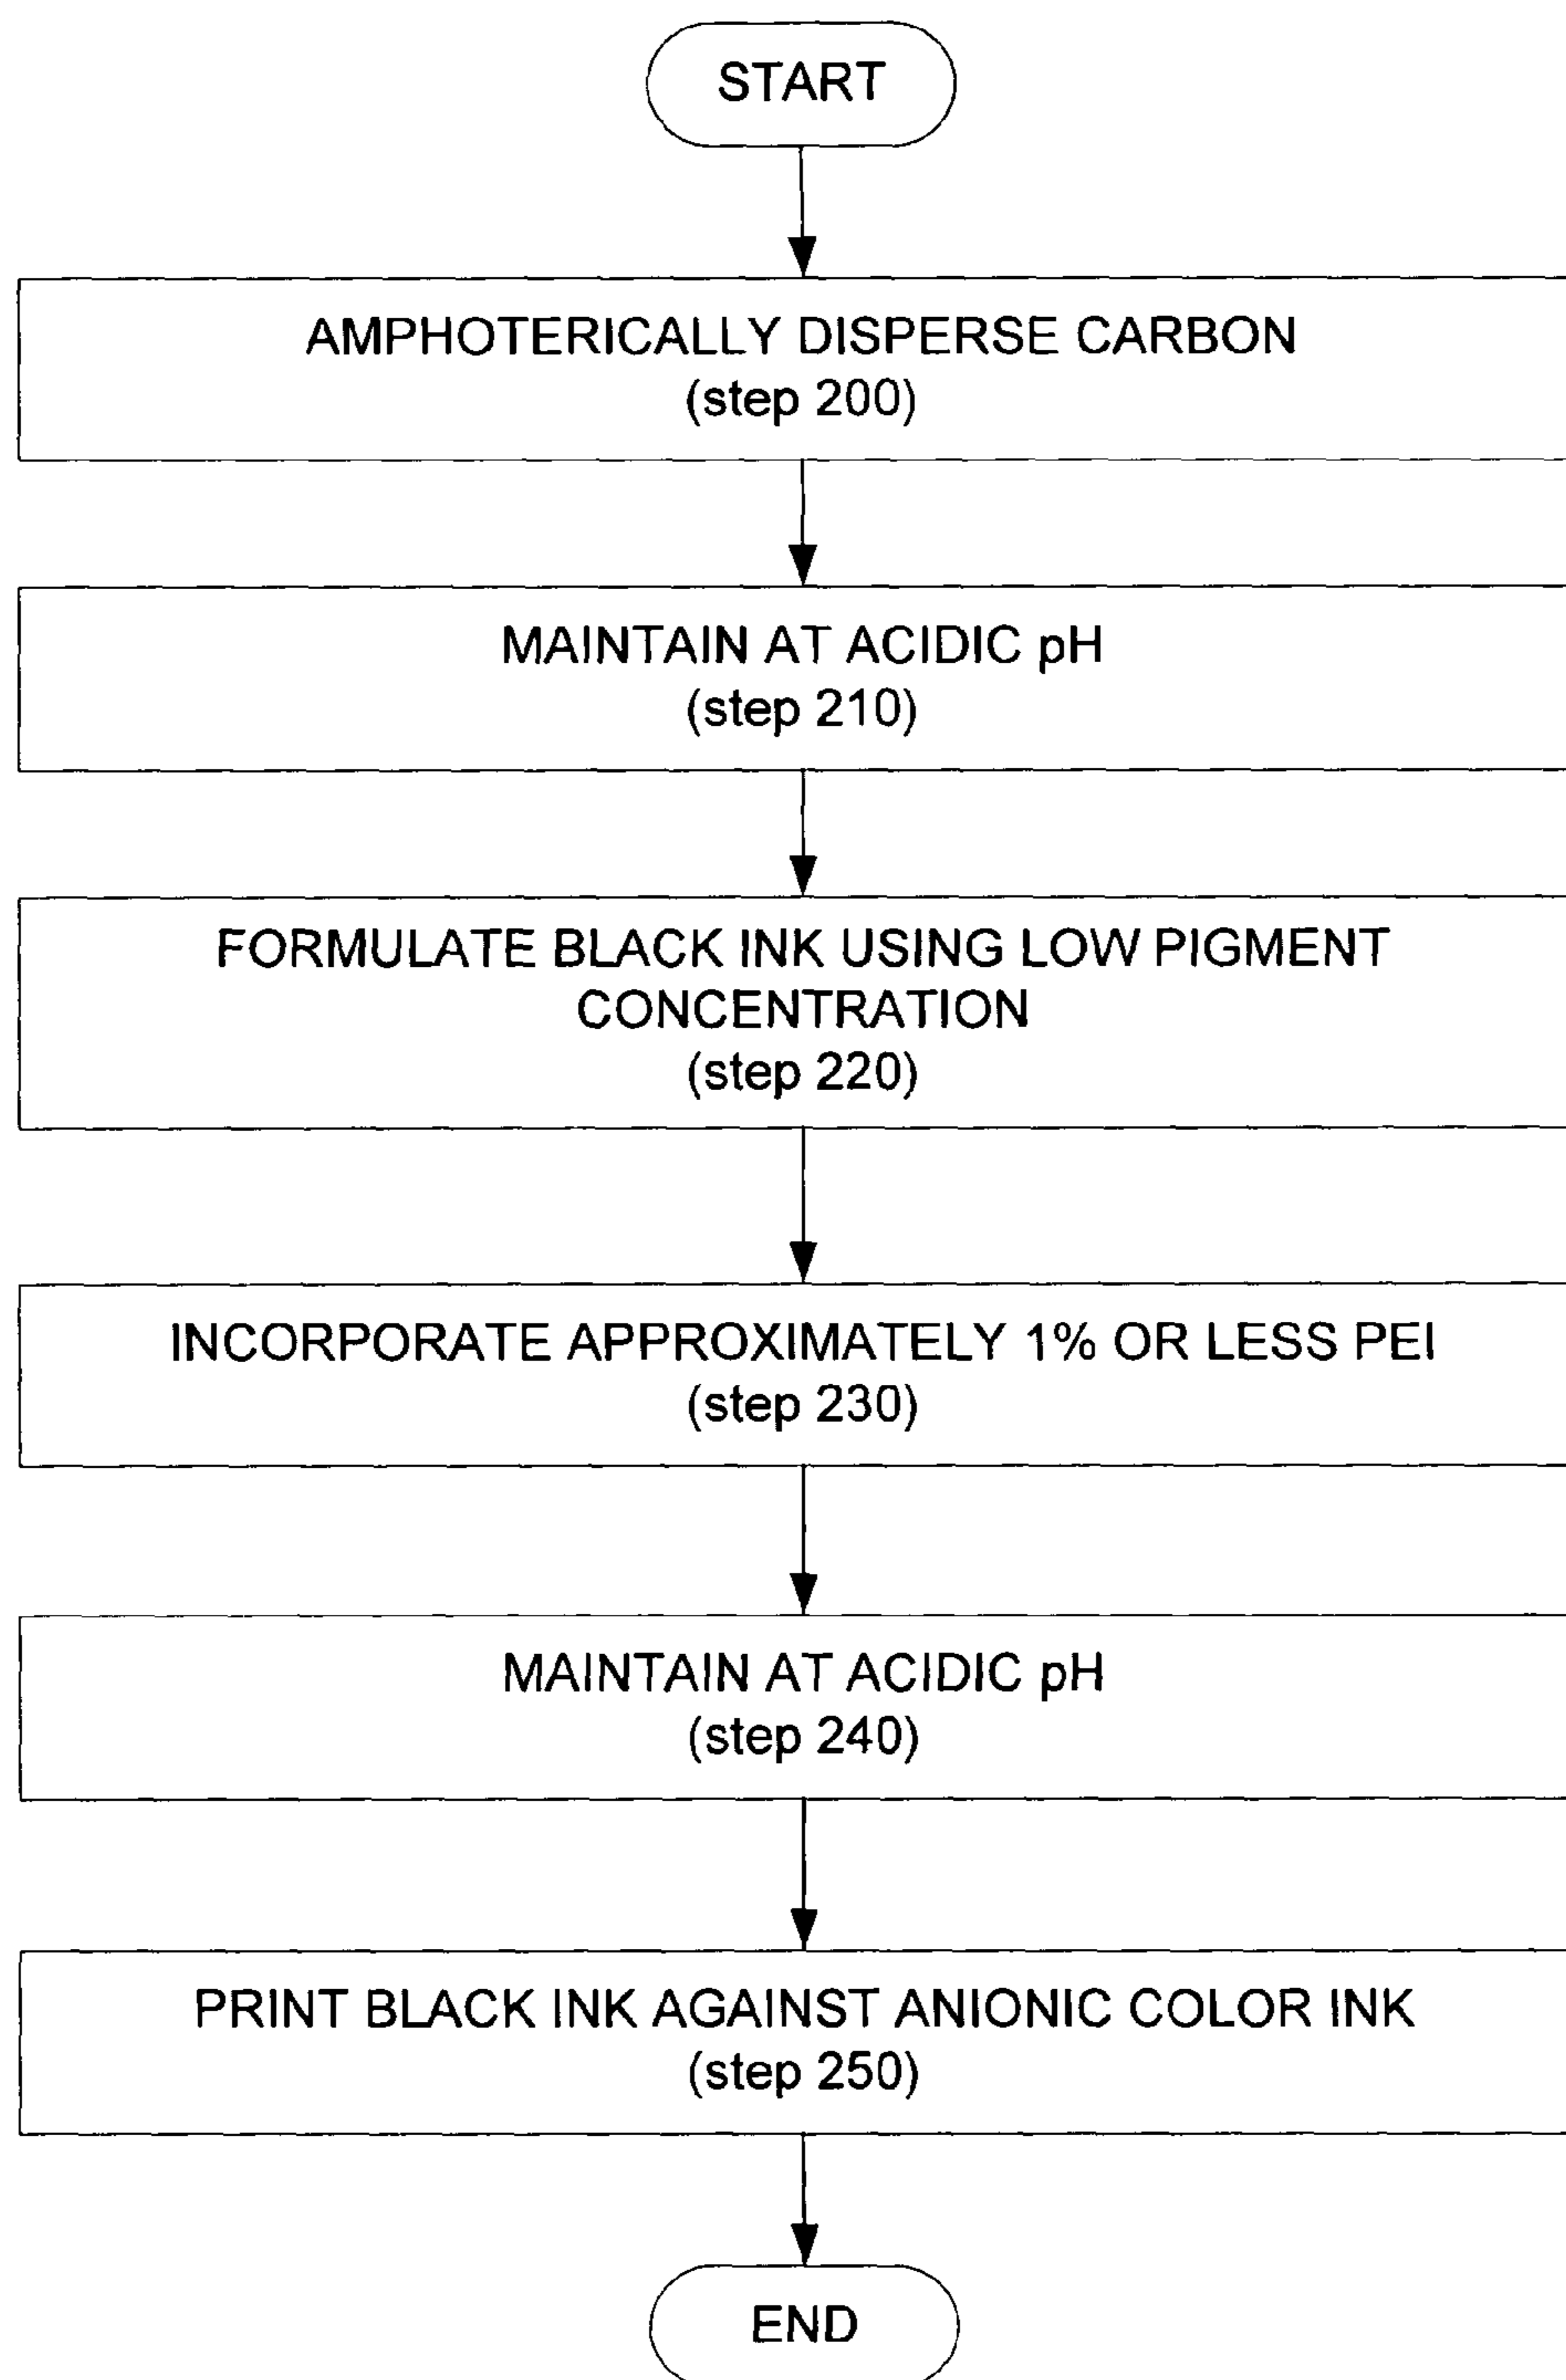 START
AMPHOTERICALLY DISPERSE CARBON
(step 200)
MAINTAIN AT ACIDIC pH
(step 210)
FORMULATE BLACK INK USING LOW PIGMENT
CONCENTRATION
(step 220)
INCORPORATE APPROXIMATELY 1% OR LESS PEI
(step 230)
MAINTAIN AT ACIDIC pH
(step 240)
PRINT BLACK INK AGAINST ANIONIC COLOR INK
(step 250)
END